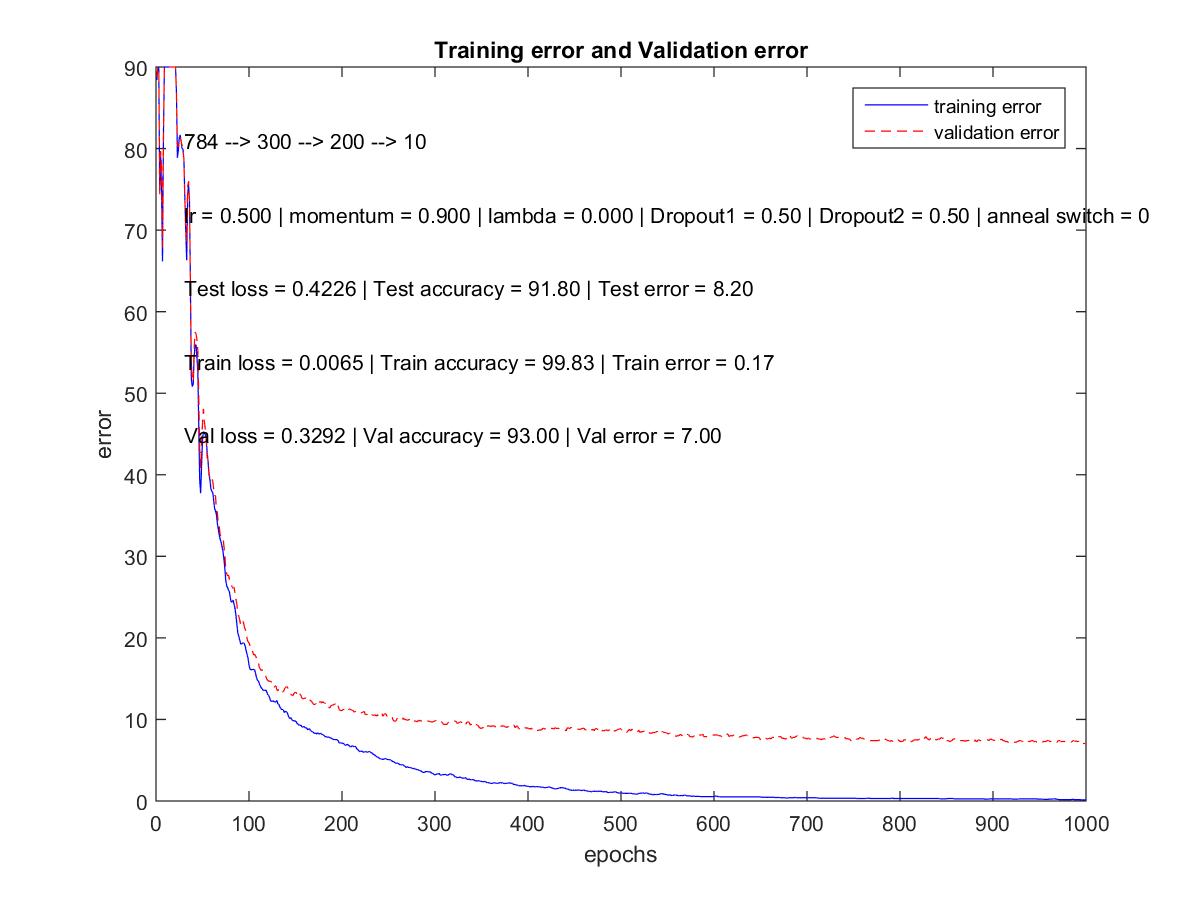 Training error and Validation error
90
80
70
60
50
40
30
20
10
0
error
training error
validation error
784 --> 300 --> 200 --> 10
lr = 0.500 | momentum = 0.900 | lambda = 0.000 | Dropout1 = 0.50 | Dropout2 = 0.50 | anneal switch = 0
Test loss = 0.4226 | Test accuracy = 91.80 | Test error = 8.20
Train loss = 0.0065 | Train accuracy = 99.83 | Train error = 0.17
Val loss = 0.3292 | Val accuracy = 93.00 | Val error = 7.00
0 100 200 300 400 500 600 700 800 900 1000
epochs